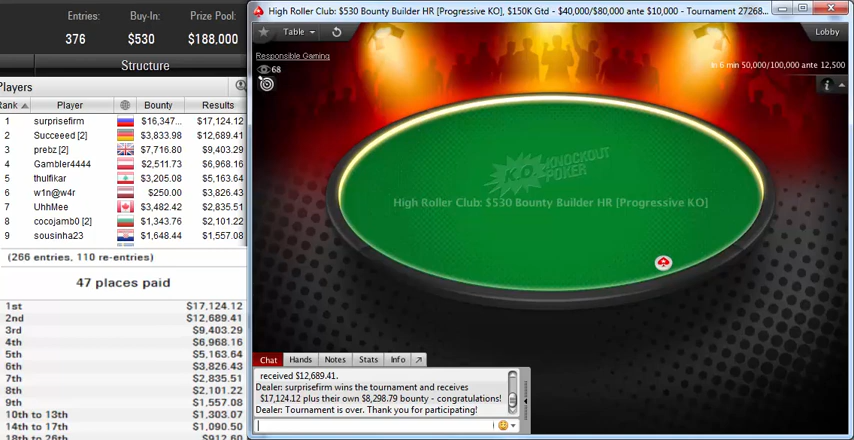 Entries:
Buy-In:
Prize Pool:
376
$530
$188,000
Structure
Players
Rank
Player
Bounty
Results
1 surprisefirm $16,347... $17,124.12
2 Succeeed [2] $3,833.98 $12,689.41
3 prebz [2] $7,716.80 $9,403.29
4 Gambler4444 $2,511.73 $6,968.16
5 thulfikar $3,205.08 $5,163.64
6 w1n@w4r $250.00 $3,826.43
7 UhhMee $3,482.42 $2,835.51
8 cocojamb0 [2] $1,343.76 $2,101.22
9 sousinha23 $1,648.44 $1,557.08
(266 entries, 110 re-entries)
47 places paid
1st $17,124.12
2nd $12,689.41
3rd $9,403.29
4th $6,968.16
5th $5,163.64
6th $3,826.43
7th $2,835.51
8th $2,101.22
9th $1,557.08
10th to 13th $1,303.07
14th to 17th $1,090.50
18th to 26th $912.60
High Roller Club: $530 Bounty Builder HR [Progressive KO], $150K Gtd - $40,000/$80,000 ante $10,000 - Tournament 27268...
Table
Lobby
Responsible Gaming
68
in 6 min 50,000/100,000 ante 12,500
K.O. KNOCKOUT
POKER
High Roller Club: $530 Bounty Builder HR [Progressive KO]
Chat Hands Notes Stats Info
received $12,689.41.
Dealer: surprisefirm wins the tournament and receives
$17,124.12 plus their own $8,298.79 bounty - congratulations!
Dealer: Tournament is over. Thank you for participating!